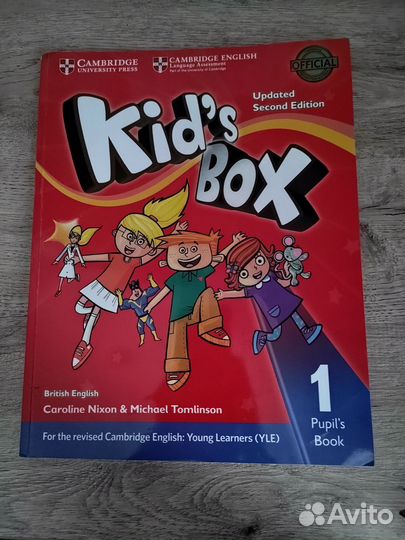 CAMBRIDGE
UNIVERSITY PRESS
CAMBRIDGE ENGLISH
Language Assessment
Part of the University of Cambridge
OFFICIAL
Updated
Second Edition
Kid's
Box
British English
Caroline Nixon & Michael Tomlinson
1
Pupil's
Book
For the revised Cambridge English: Young Learners (YLE)
Avito